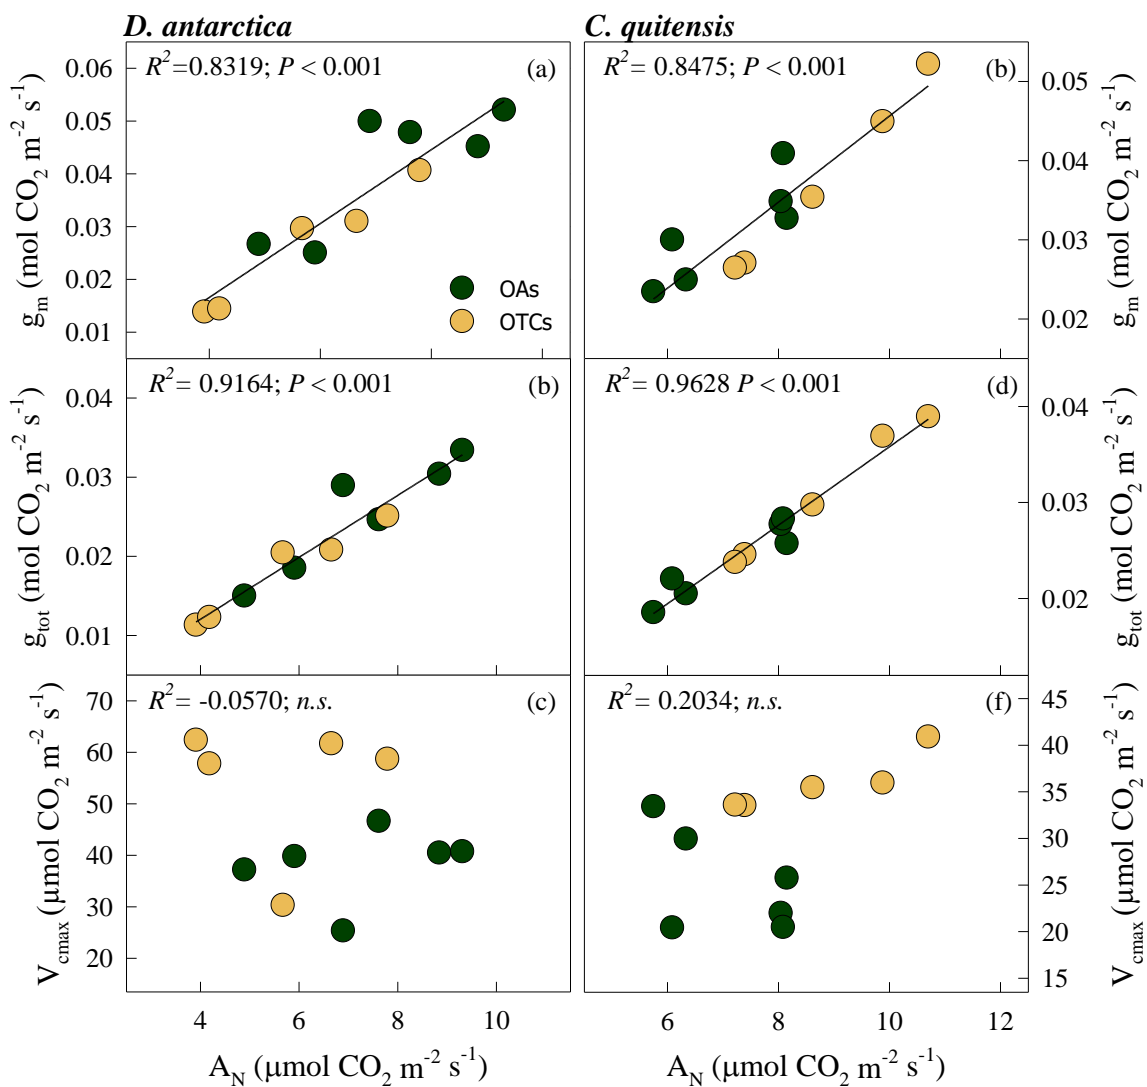 D. antarctica
C. quitensis
R²=0.8319; P < 0.001
(a)
0.06
0.05
0.04
0.03
0.02
0.01
gₘ (mol CO₂ m⁻² s⁻¹)
OAs
OTCs
R² = 0.8475; P < 0.001
(b)
0.05
0.04
0.03
0.02
gₘ (mol CO₂ m⁻² s⁻¹)
R² = 0.9164; P < 0.001
(b)
0.04
0.03
0.02
0.01
g_tot (mol CO₂ m⁻² s⁻¹)
R² = 0.9628 P < 0.001
(d)
0.04
0.03
0.02
g_tot (mol CO₂ m⁻² s⁻¹)
R² = -0.0570; n.s.
(c)
70
60
50
40
30
20
V_cmax (μmol CO₂ m⁻² s⁻¹)
R² = 0.2034; n.s.
(f)
45
40
35
30
25
20
15
V_cmax (μmol CO₂ m⁻² s⁻¹)
4 6 8 10
6 8 10 12
A_N (μmol CO₂ m⁻² s⁻¹)
A_N (μmol CO₂ m⁻² s⁻¹)